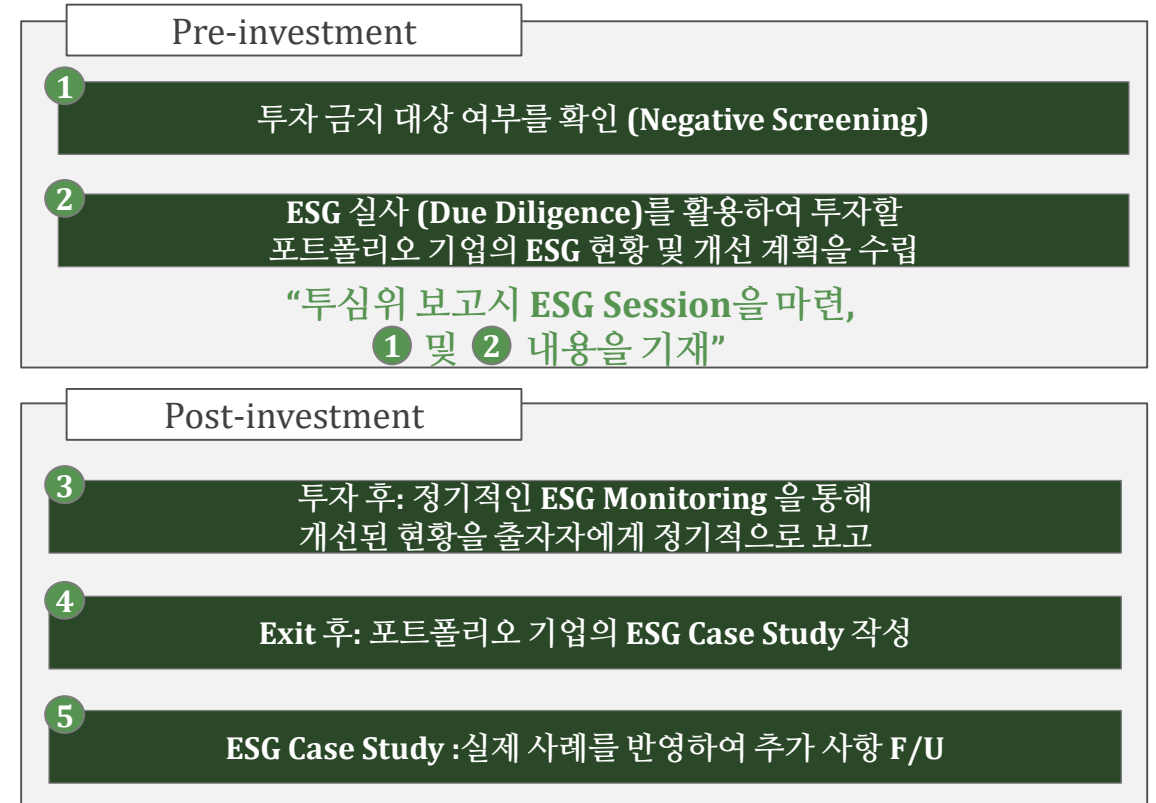 Pre-investment
1
투자 금지 대상 여부를 확인 (Negative Screening)
2
ESG 실사 (Due Diligence)를 활용하여 투자할
포트폴리오 기업의 ESG 현황 및 개선 계획을 수립
“투심위 보고시 ESG Session을 마련,
1 및 2 내용을 기재”
Post-investment
3
투자 후: 정기적인 ESG Monitoring 을 통해
개선된 현황을 출자자에게 정기적으로 보고
4
Exit 후: 포트폴리오 기업의 ESG Case Study 작성
5
ESG Case Study :실제 사례를 반영하여 추가 사항 F/U